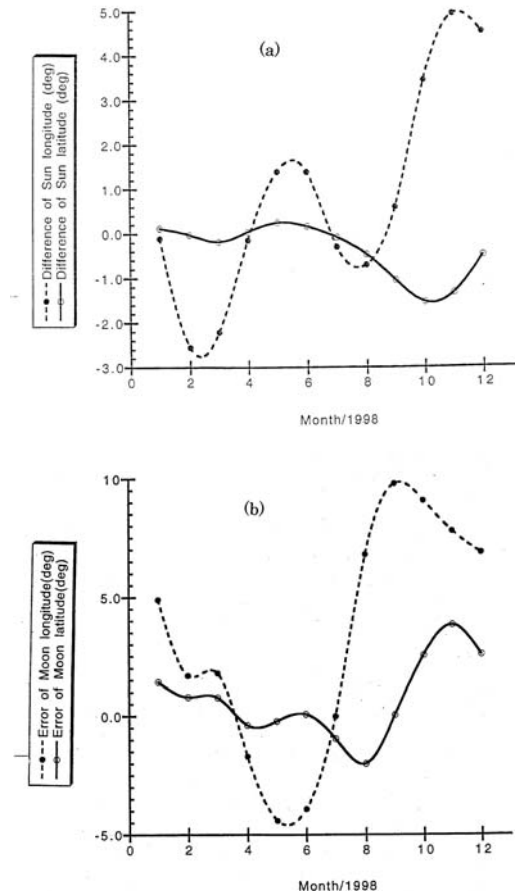 (a)
Difference of Sun longitude (deg)
Difference of Sun latitude (deg)
5.0
4.0
3.0
2.0
1.0
0.0
-1.0
-2.0
-3.0
0 2 4 6 8 10 12
Month/1998
(b)
Error of Moon longitude(deg)
Error of Moon latitude(deg)
10
5.0
0.0
-5.0
0 2 4 6 8 10 12
Month/1998